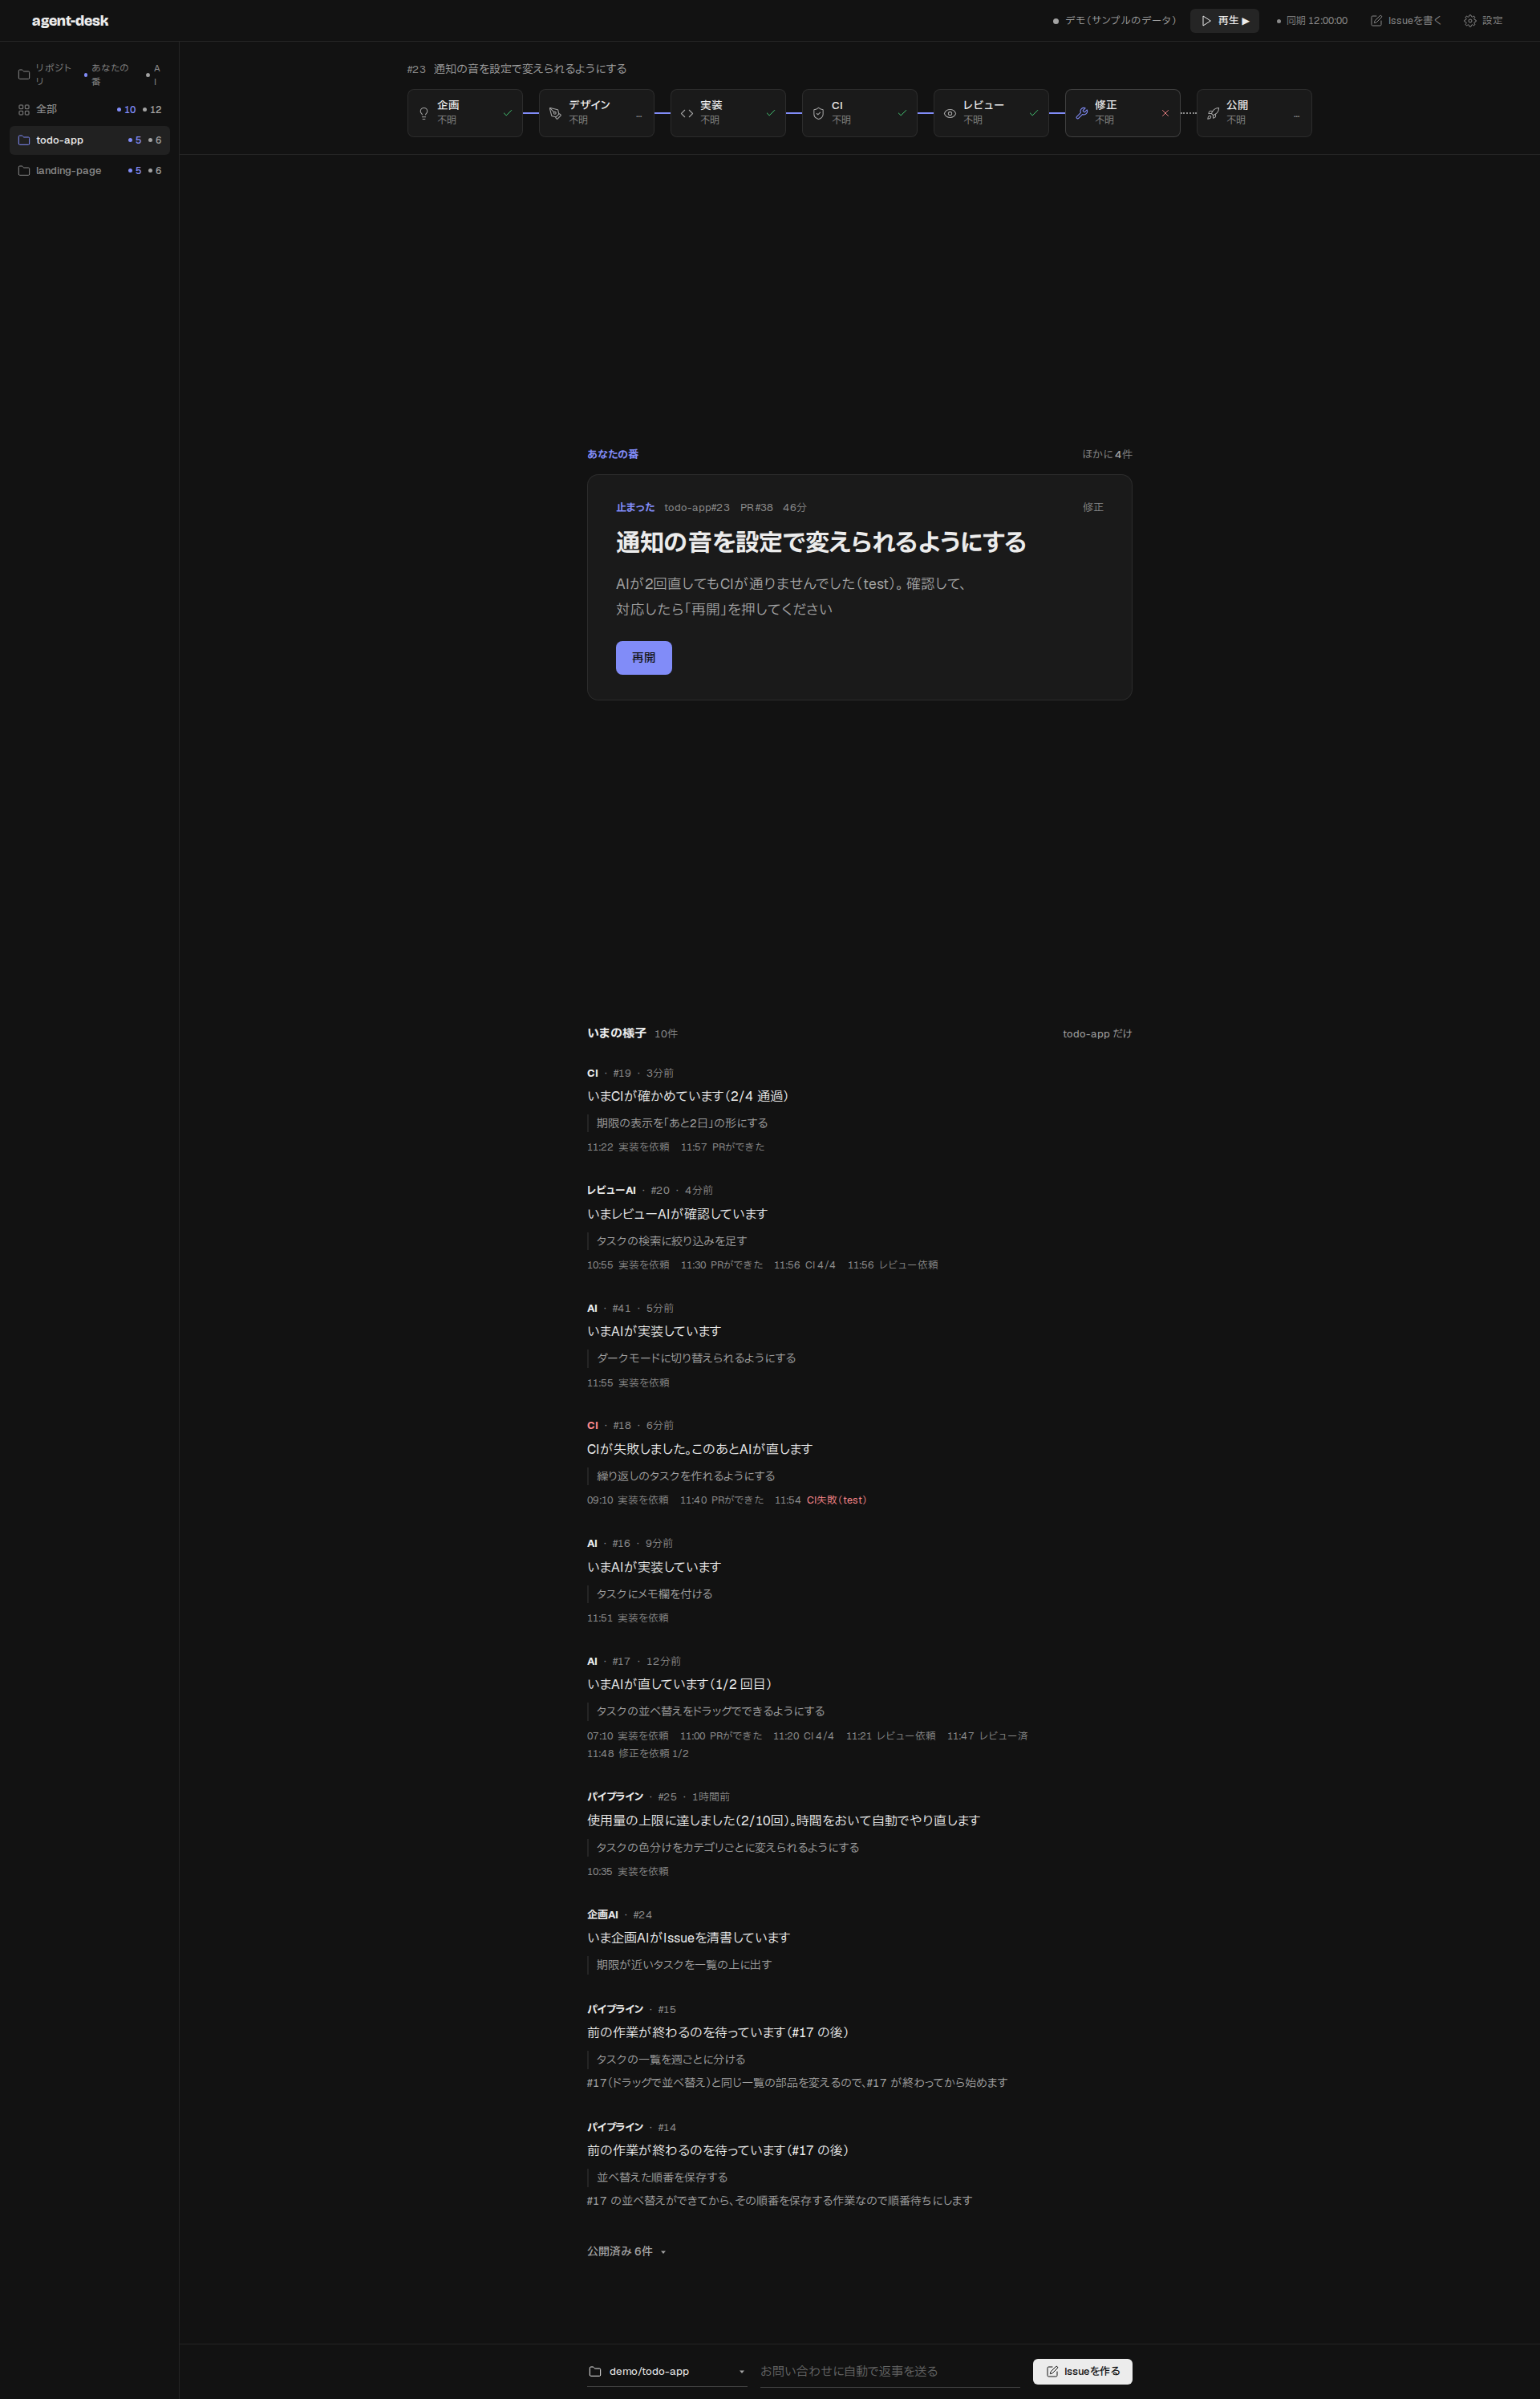 agent-desk
デモ（サンプルのデータ）
再生 ▶
同期 12:00:00
Issueを書く
設定
リポジトリ
あなたの番
AI
全部 10 12
todo-app 5 6
landing-page 5 6
#23 通知の音を設定で変えられるようにする
企画
不明
デザイン
不明
–
実装
不明
CI
不明
レビュー
不明
修正
不明
公開
不明
–
あなたの番 ほかに4件
止まった todo-app#23 PR#38 46分 修正
通知の音を設定で変えられるようにする
AIが2回直してもCIが通りませんでした（test）。確認して、
対応したら「再開」を押してください
再開
いまの様子 10件 todo-app だけ
CI · #19 · 3分前
いまCIが確かめています（2/4 通過）
期限の表示を「あと2日」の形にする
11:22 実装を依頼 11:57 PRができた
レビューAI · #20 · 4分前
いまレビューAIが確認しています
タスクの検索に絞り込みを足す
10:55 実装を依頼 11:30 PRができた 11:56 CI 4/4 11:56 レビュー依頼
AI · #41 · 5分前
いまAIが実装しています
ダークモードに切り替えられるようにする
11:55 実装を依頼
CI · #18 · 6分前
CIが失敗しました。このあとAIが直します
繰り返しのタスクを作れるようにする
09:10 実装を依頼 11:40 PRができた 11:54 CI失敗（test）
AI · #16 · 9分前
いまAIが実装しています
タスクにメモ欄を付ける
11:51 実装を依頼
AI · #17 · 12分前
いまAIが直しています（1/2 回目）
タスクの並べ替えをドラッグでできるようにする
07:10 実装を依頼 11:00 PRができた 11:20 CI 4/4 11:21 レビュー依頼 11:47 レビュー済
11:48 修正を依頼 1/2
パイプライン · #25 · 1時間前
使用量の上限に達しました（2/10回）。時間をおいて自動でやり直します
タスクの色分けをカテゴリごとに変えられるようにする
10:35 実装を依頼
企画AI · #24
いま企画AIがIssueを清書しています
期限が近いタスクを一覧の上に出す
パイプライン · #15
前の作業が終わるのを待っています（#17 の後）
タスクの一覧を週ごとに分ける
#17（ドラッグで並べ替え）と同じ一覧の部品を変えるので、#17 が終わってから始めます
パイプライン · #14
前の作業が終わるのを待っています（#17 の後）
並べ替えた順番を保存する
#17 の並べ替えができてから、その順番を保存する作業なので順番待ちにします
公開済み 6件
demo/todo-app
お問い合わせに自動で返事を送る
Issueを作る